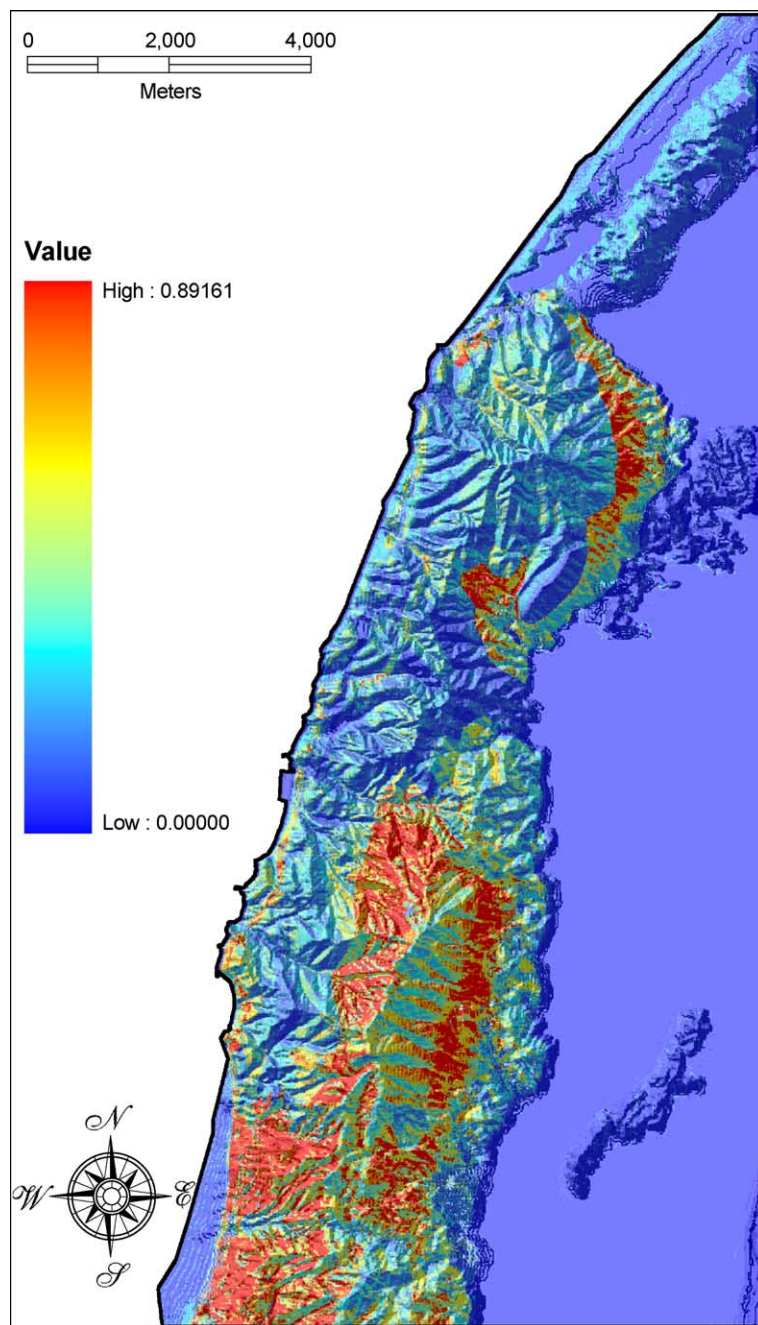 0 2,000 4,000
Meters
Value
High : 0.89161
Low : 0.00000
N
W E
S